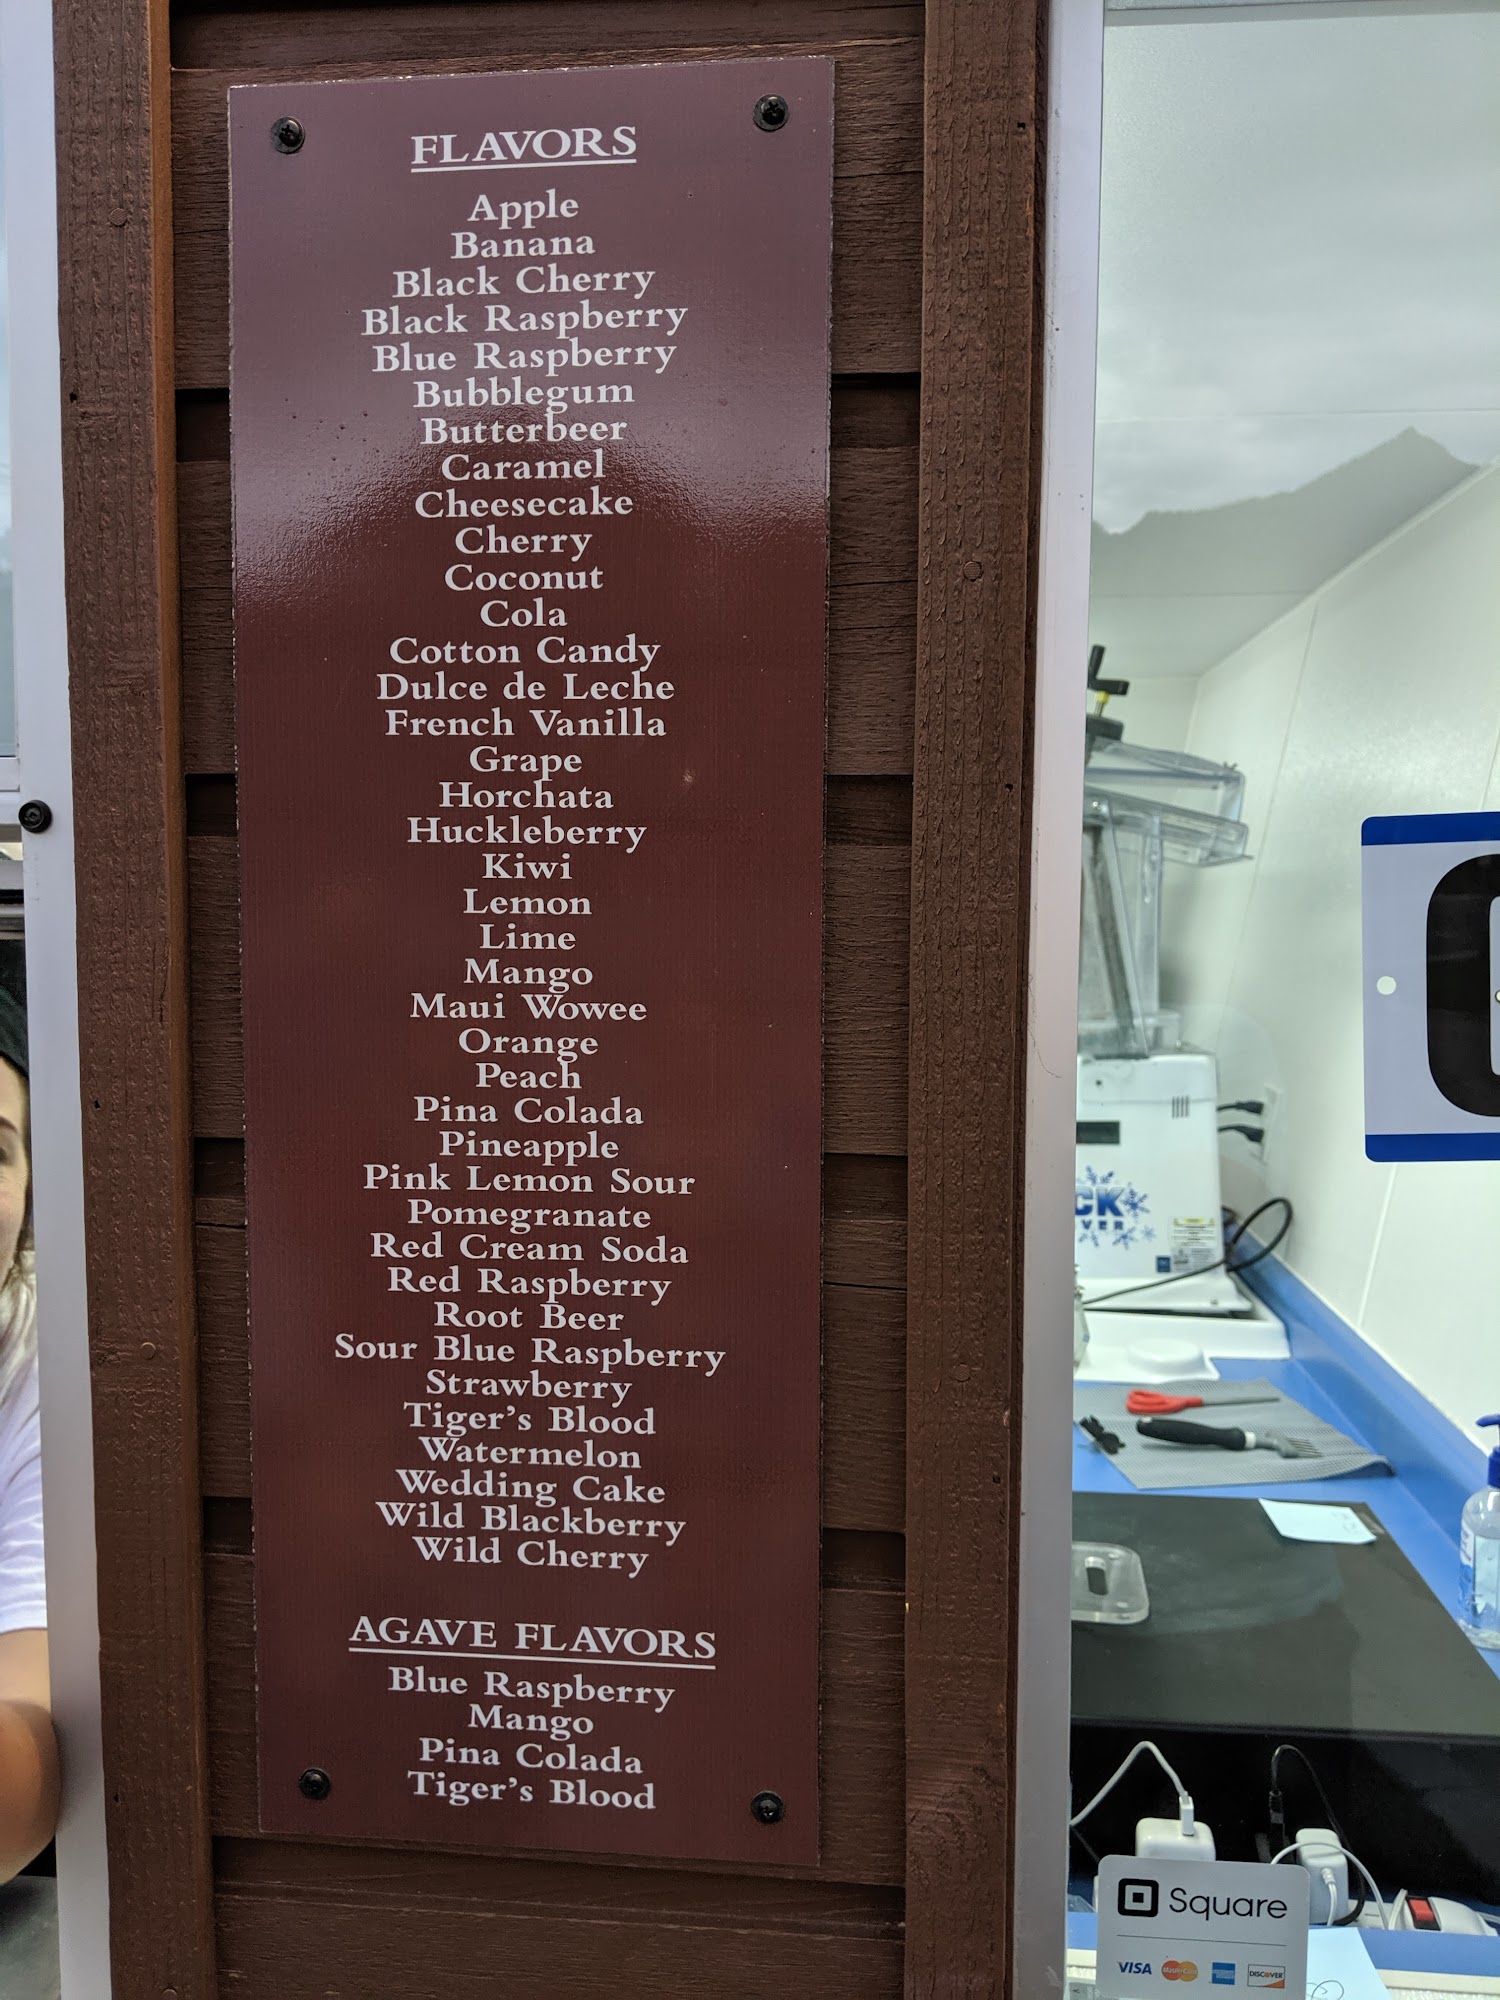 FLAVORS
Apple
Banana
Black Cherry
Black Raspberry
Blue Raspberry
Bubblegum
Butterbeer
Caramel
Cheesecake
Cherry
Coconut
Cola
Cotton Candy
Dulce de Leche
French Vanilla
Grape
Horchata
Huckleberry
Kiwi
Lemon
Lime
Mango
Maui Wowee
Orange
Peach
Pina Colada
Pineapple
Pink Lemon Sour
Pomegranate
Red Cream Soda
Red Raspberry
Root Beer
Sour Blue Raspberry
Strawberry
Tiger's Blood
Watermelon
Wedding Cake
Wild Blackberry
Wild Cherry
AGAVE FLAVORS
Blue Raspberry
Mango
Pina Colada
Tiger's Blood
Square
VISA MasterCard DISCOVER